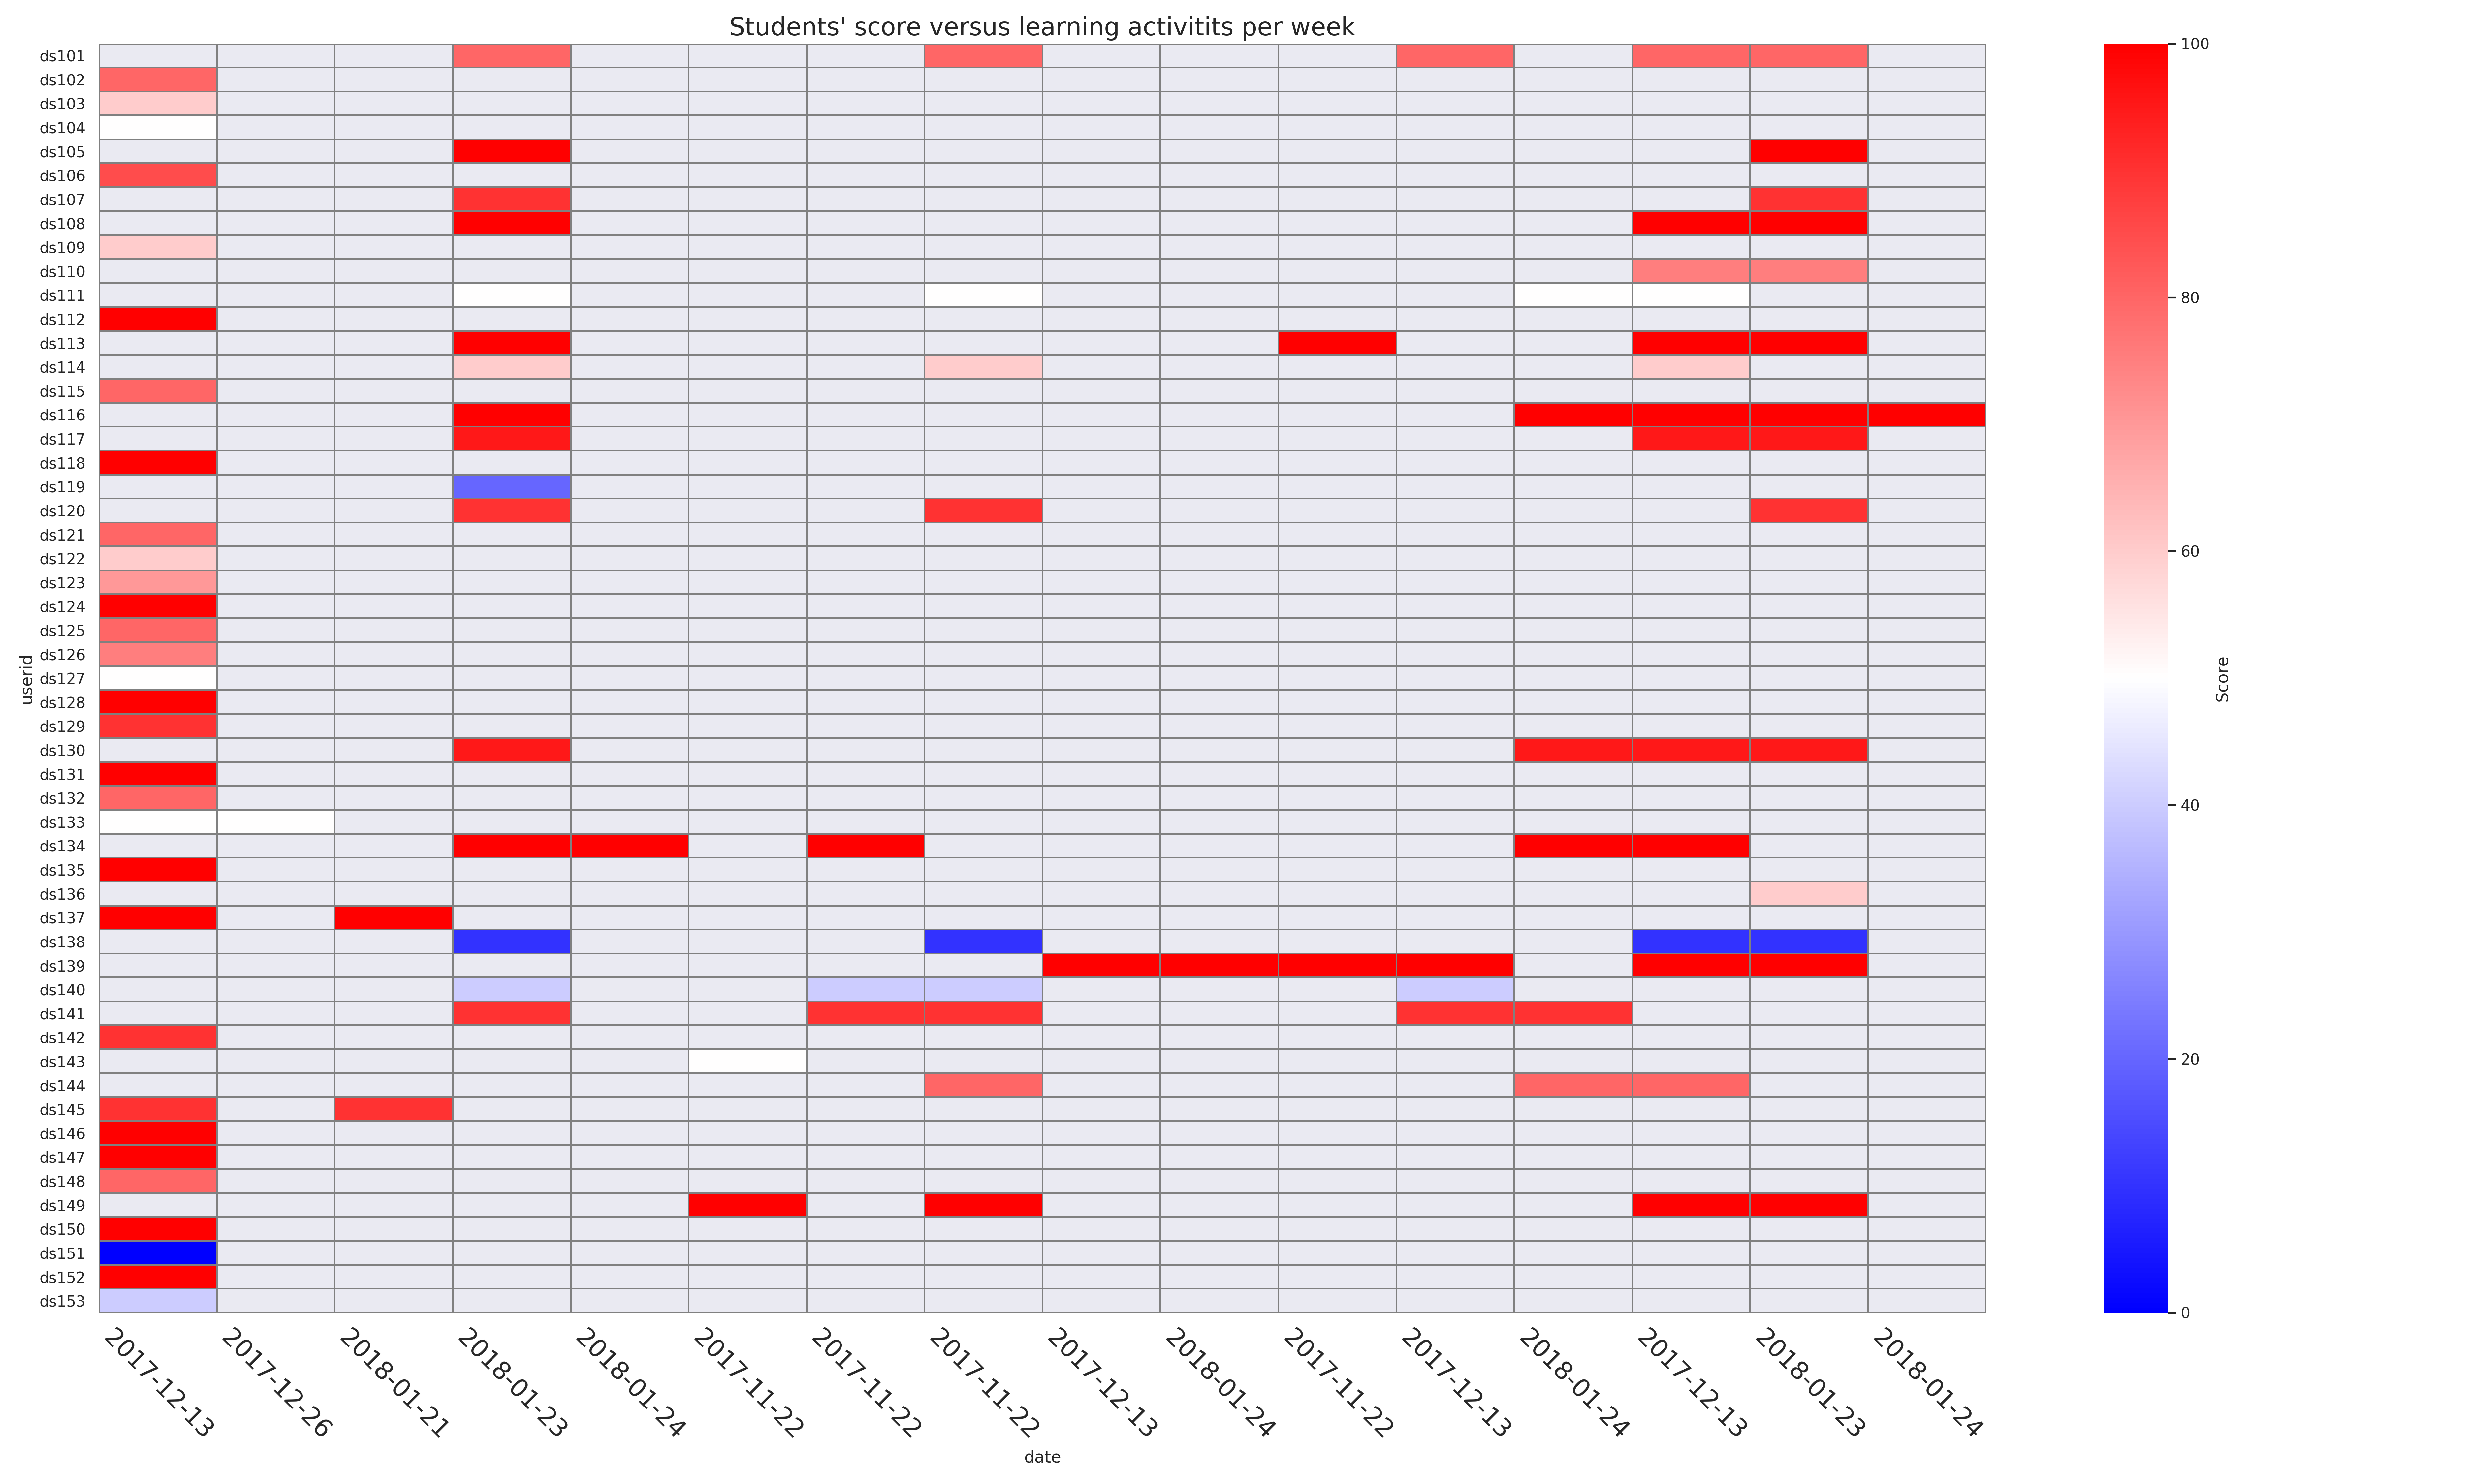 Students' score versus learning activitits per week
ds101
ds102
ds103
ds104
ds105
ds106
ds107
ds108
ds109
ds110
ds111
ds112
ds113
ds114
ds115
ds116
ds117
ds118
ds119
ds120
ds121
ds122
ds123
ds124
ds125
ds126
ds127
ds128
ds129
ds130
ds131
ds132
ds133
ds134
ds135
ds136
ds137
ds138
ds139
ds140
ds141
ds142
ds143
ds144
ds145
ds146
ds147
ds148
ds149
ds150
ds151
ds152
ds153
userid
2017-12-13
2017-12-26
2018-01-21
2018-01-23
2018-01-24
2017-11-22
2017-11-22
2017-11-22
2017-12-13
2018-01-24
2017-11-22
2017-12-13
2018-01-24
2017-12-13
2018-01-23
2018-01-24
date
100
80
60
40
20
0
Score